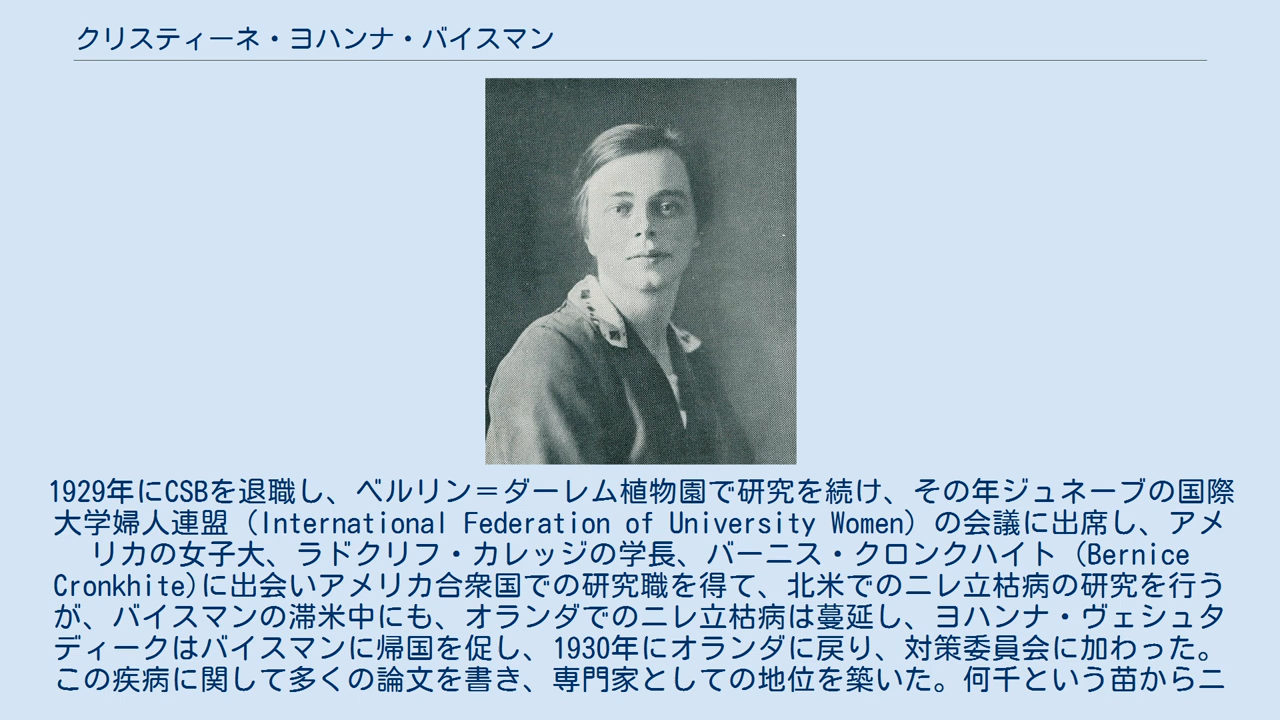 クリスティーネ・ヨハンナ・バイスマン
1929年にCSBを退職し、ベルリン＝ダーレム植物園で研究を続け、その年ジュネーブの国際
大学婦人連盟（International Federation of University Women）の会議に出席し、アメ
リカの女子大、ラドクリフ・カレッジの学長、バーニス・クロンクハイト（Bernice
Cronkhite)に出会いアメリカ合衆国での研究職を得て、北米でのニレ立枯病の研究を行う
が、バイスマンの滞米中にも、オランダでのニレ立枯病は蔓延し、ヨハンナ・ヴェシュタ
ディークはバイスマンに帰国を促し、1930年にオランダに戻り、対策委員会に加わった。
この疾病に関して多くの論文を書き、専門家としての地位を築いた。何千という苗からニ